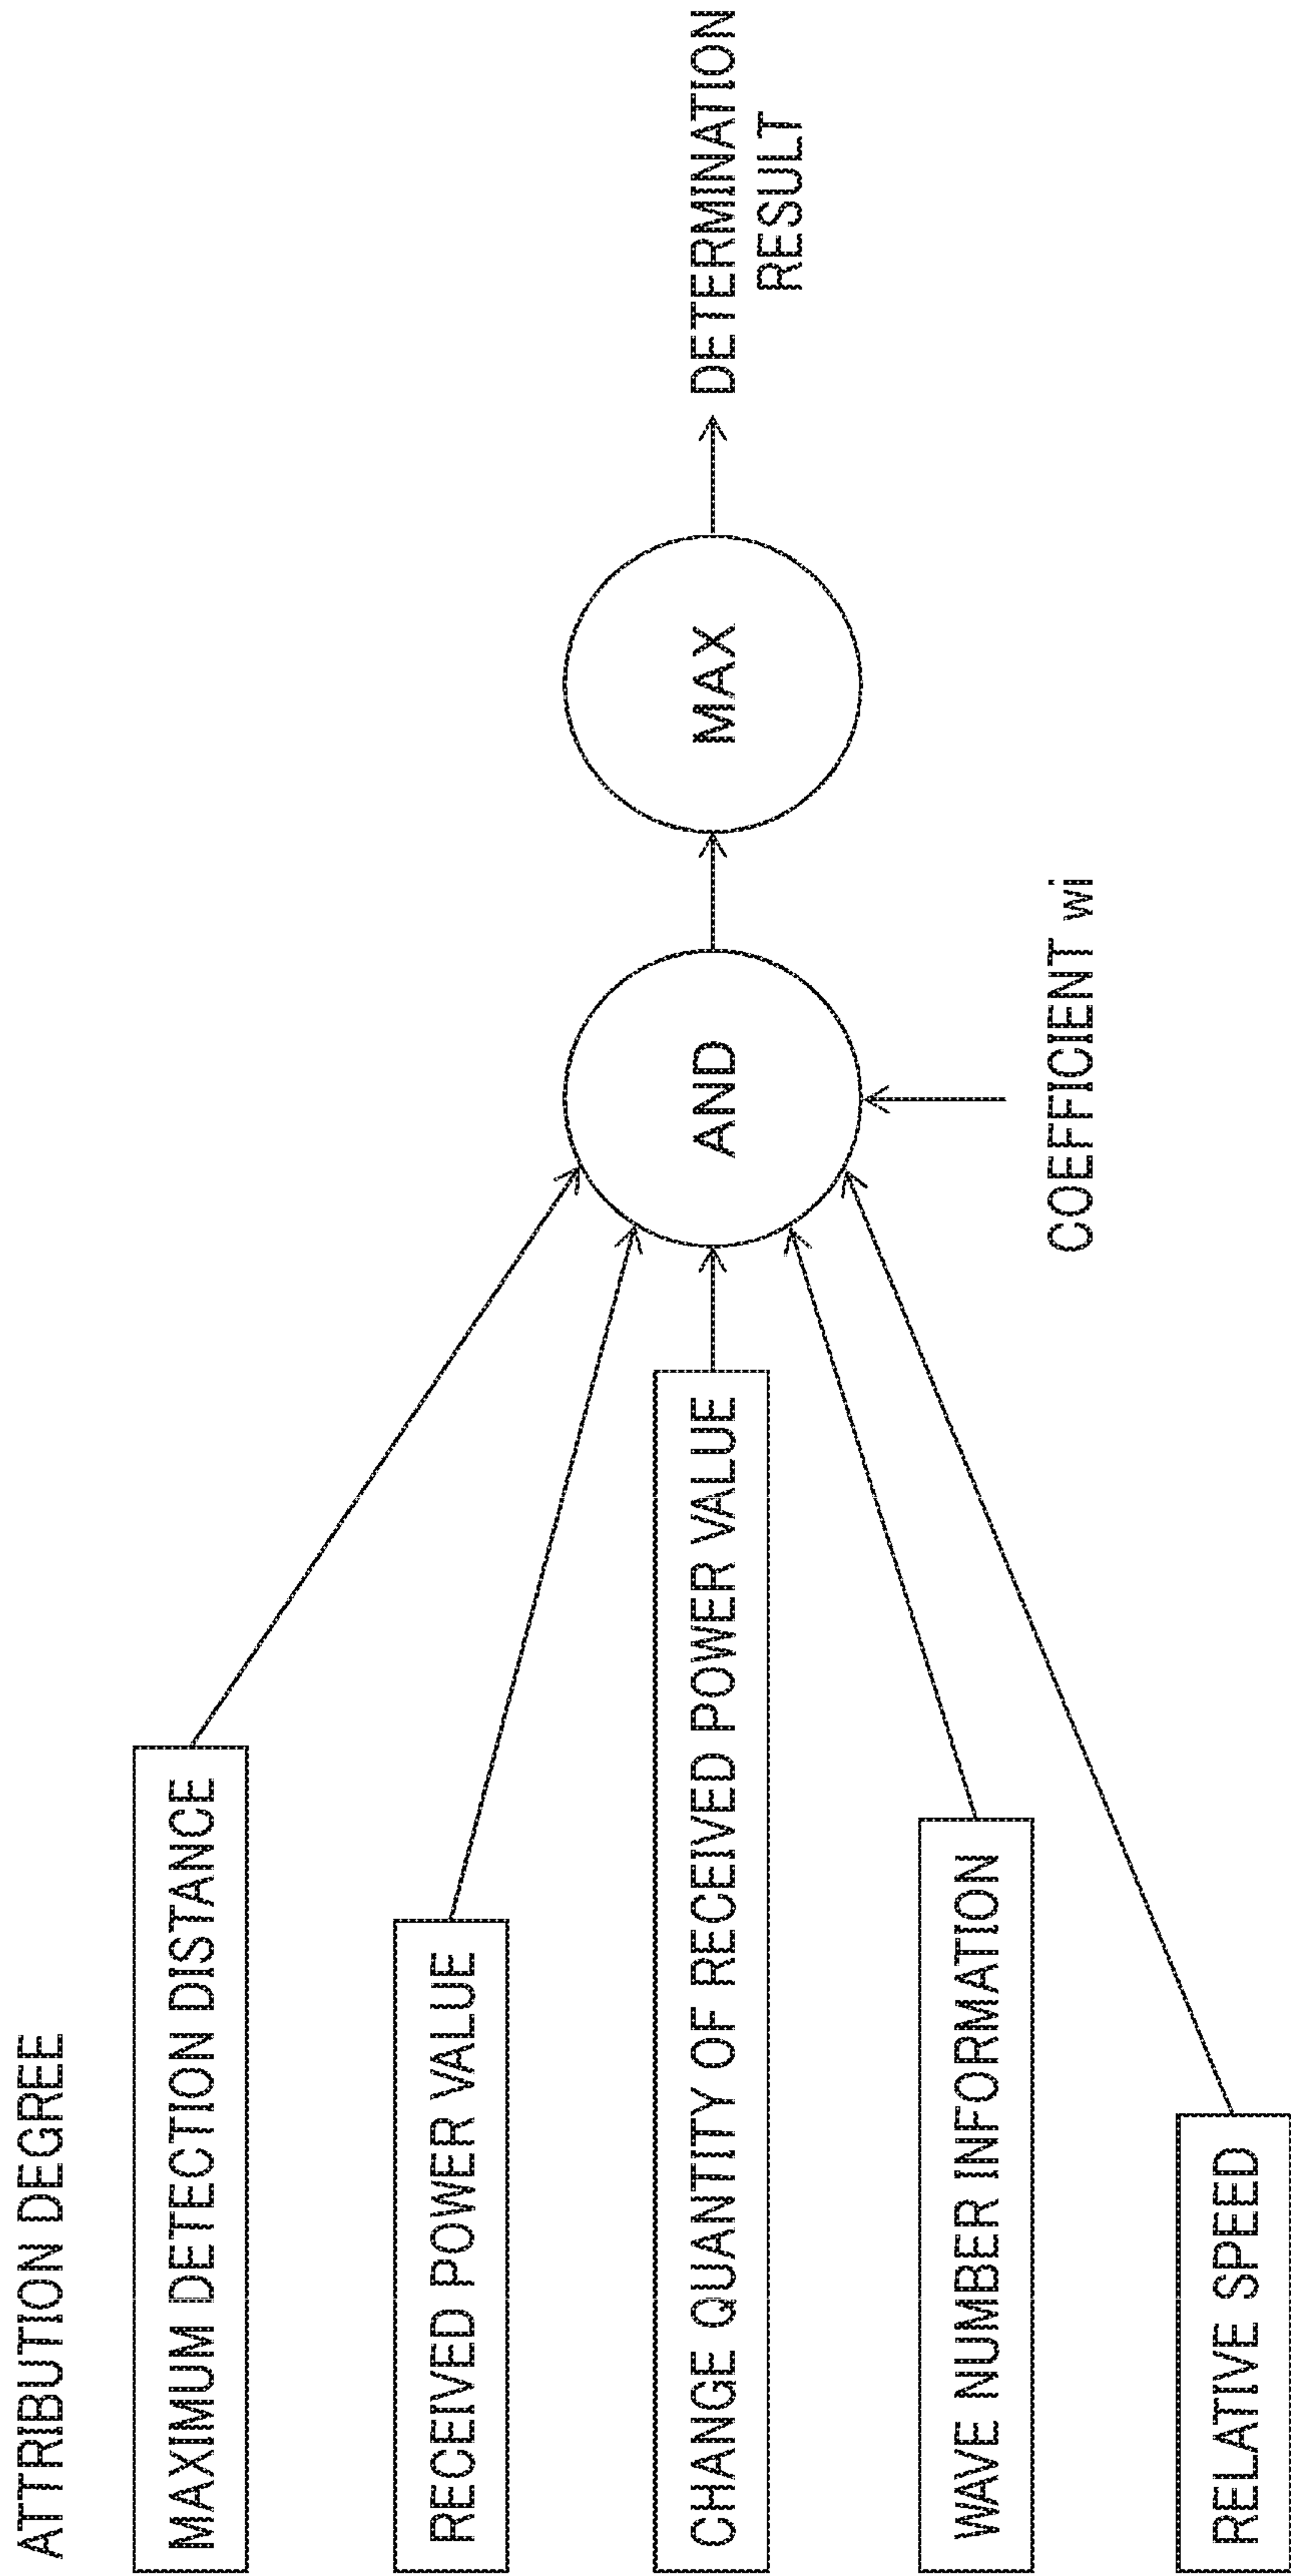 ATTRIBUTION DEGREE
MAXIMUM DETECTION DISTANCE
RECEIVED POWER VALUE
CHANGE QUANTITY OF RECEIVED POWER VALUE
WAVE NUMBER INFORMATION
RELATIVE SPEED
AND
COEFFICIENT wi
MAX
DETERMINATION
RESULT